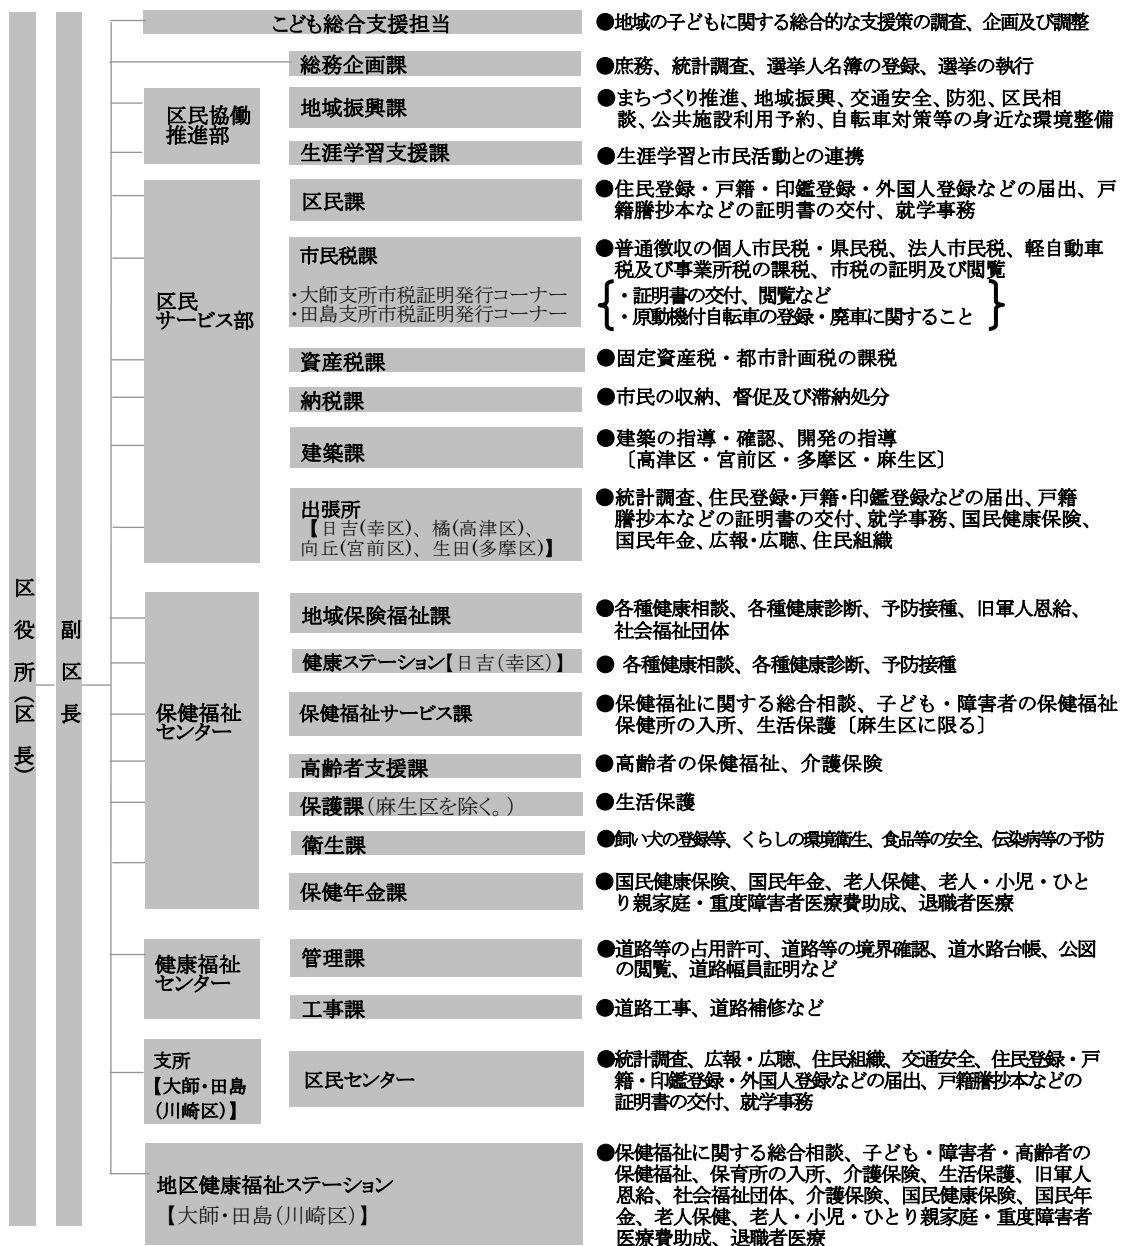 こども総合支援担当
●地域の子どもに関する総合的な支援策の調査、企画及び調整
総務企画課
●庶務、統計調査、選挙人名簿の登録、選挙の執行
区民協働
推進部
地域振興課
●まちづくり推進、地域振興、交通安全、防犯、区民相
談、公共施設利用予約、自転車対策等の身近な環境整備
生涯学習支援課
●生涯学習と市民活動との連携
区民
サービス部
区民課
●住民登録・戸籍・印鑑登録・外国人登録などの届出、戸
籍謄抄本などの証明書の交付、就学事務
市民税課
・大師支所市税証明発行コーナー
・田島支所市税証明発行コーナー
●普通徴収の個人市民税・県民税、法人市民税、軽自動車
税及び事業所税の課税、市税の証明及び閲覧
・証明書の交付、閲覧など
・原動機付自転車の登録・廃車に関すること
資産税課
●固定資産税・都市計画税の課税
納税課
●市民の収納、督促及び滞納処分
建築課
●建築の指導・確認、開発の指導
〔高津区・宮前区・多摩区・麻生区〕
出張所
【日吉(幸区)、橘(高津区)、
向丘(宮前区)、生田(多摩区)】
●統計調査、住民登録・戸籍・印鑑登録などの届出、戸籍
謄抄本などの証明書の交付、就学事務、国民健康保険、
国民年金、広報・広聴、住民組織
区役所(区長)
副区長
保健福祉
センター
地域保険福祉課
●各種健康相談、各種健康診断、予防接種、旧軍人恩給、
社会福祉団体
健康ステーション【日吉(幸区)】
● 各種健康相談、各種健康診断、予防接種
保健福祉サービス課
●保健福祉に関する総合相談、子ども・障害者の保健福祉
保健所の入所、生活保護〔麻生区に限る〕
高齢者支援課
●高齢者の保健福祉、介護保険
保護課(麻生区を除く。)
●生活保護
衛生課
●飼い犬の登録等、くらしの環境衛生、食品等の安全、伝染病等の予防
保健年金課
●国民健康保険、国民年金、老人保健、老人・小児・ひと
り親家庭・重度障害者医療費助成、退職者医療
健康福祉
センター
管理課
●道路等の占用許可、道路等の境界確認、道水路台帳、公図
の閲覧、道路幅員証明など
工事課
●道路工事、道路補修など
支所
【大師・田島
(川崎区)】
区民センター
●統計調査、広報・広聴、住民組織、交通安全、住民登録・戸
籍・印鑑登録・外国人登録などの届出、戸籍謄抄本などの
証明書の交付、就学事務
地区健康福祉ステーション
【大師・田島(川崎区)】
●保健福祉に関する総合相談、子ども・障害者・高齢者の
保健福祉、保育所の入所、介護保険、生活保護、旧軍人
恩給、社会福祉団体、介護保険、国民健康保険、国民年
金、老人保健、老人・小児・ひとり親家庭・重度障害者
医療費助成、退職者医療